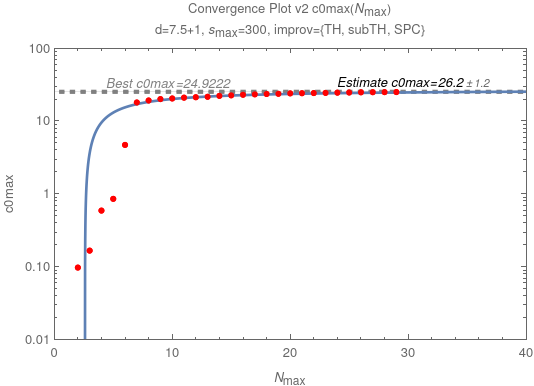 Convergence Plot v2 c0max(Nmax)
d=7.5+1, smax=300, improv={TH, subTH, SPC}
100
Best c0max=24.9222
Estimate c0max=26.2 ±1.2
10
c0max
1
0.10
0.01
0 10 20 30 40
Nmax